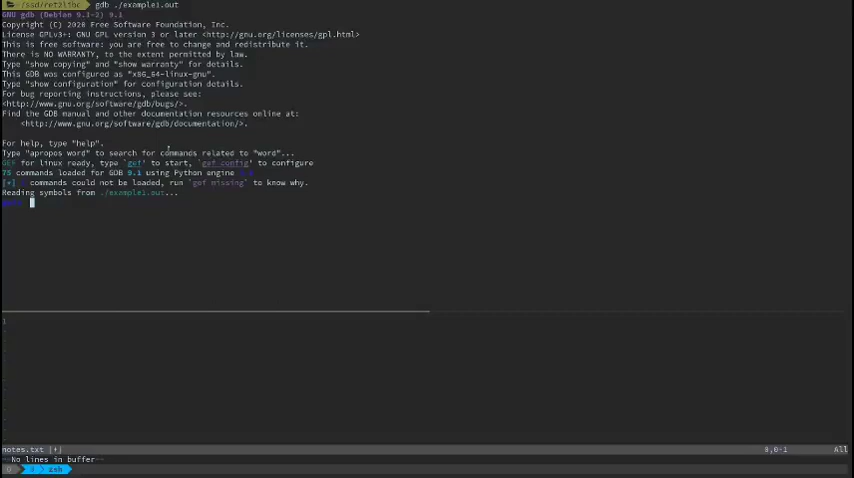 ~/ssd/ret2libc gdb ./example1.out
GNU gdb (Debian 9.1-2) 9.1
Copyright (C) 2020 Free Software Foundation, Inc.
License GPLv3+: GNU GPL version 3 or later <http://gnu.org/licenses/gpl.html>
This is free software: you are free to change and redistribute it.
There is NO WARRANTY, to the extent permitted by law.
Type "show copying" and "show warranty" for details.
This GDB was configured as "x86_64-linux-gnu".
Type "show configuration" for configuration details.
For bug reporting instructions, please see:
<http://www.gnu.org/software/gdb/bugs/>.
Find the GDB manual and other documentation resources online at:
<http://www.gnu.org/software/gdb/documentation/>.
For help, type "help".
Type "apropos word" to search for commands related to "word"...
GEF for linux ready, type `gef' to start, `gef config' to configure
75 commands loaded for GDB 9.1 using Python engine
[+] commands could not be loaded, run `gef missing` to know why.
Reading symbols from ./example1.out...
1
notes.txt [+] 0,0-1 All
--No lines in buffer--
0 zsh